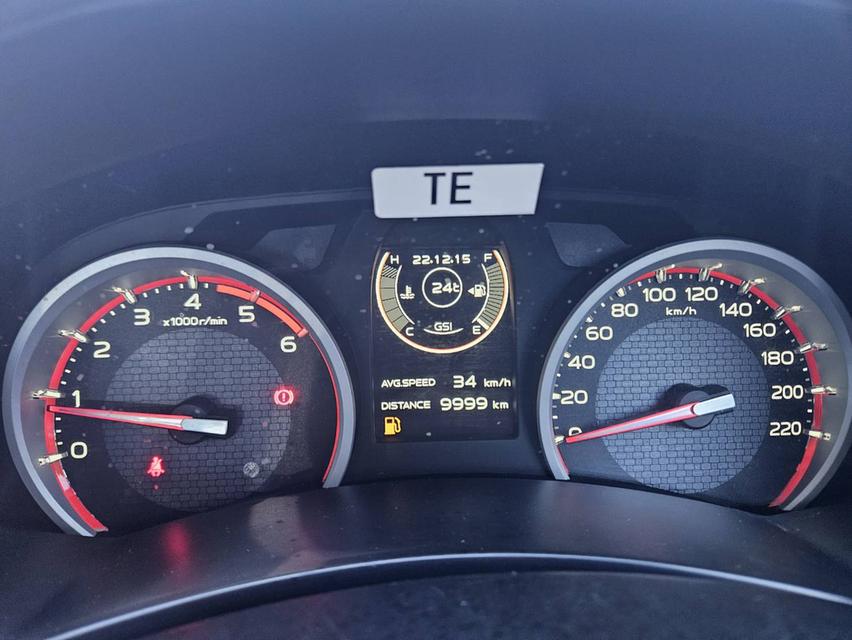 TE
H 22.12.15 F
24t
GSI
C E
AVG.SPEED 34 km/h
DISTANCE 9999 km
0 1 2 3 4 5 6
x1000 r/min
0 20 40 60 80 100 120 140 160 180 200 220
km/h